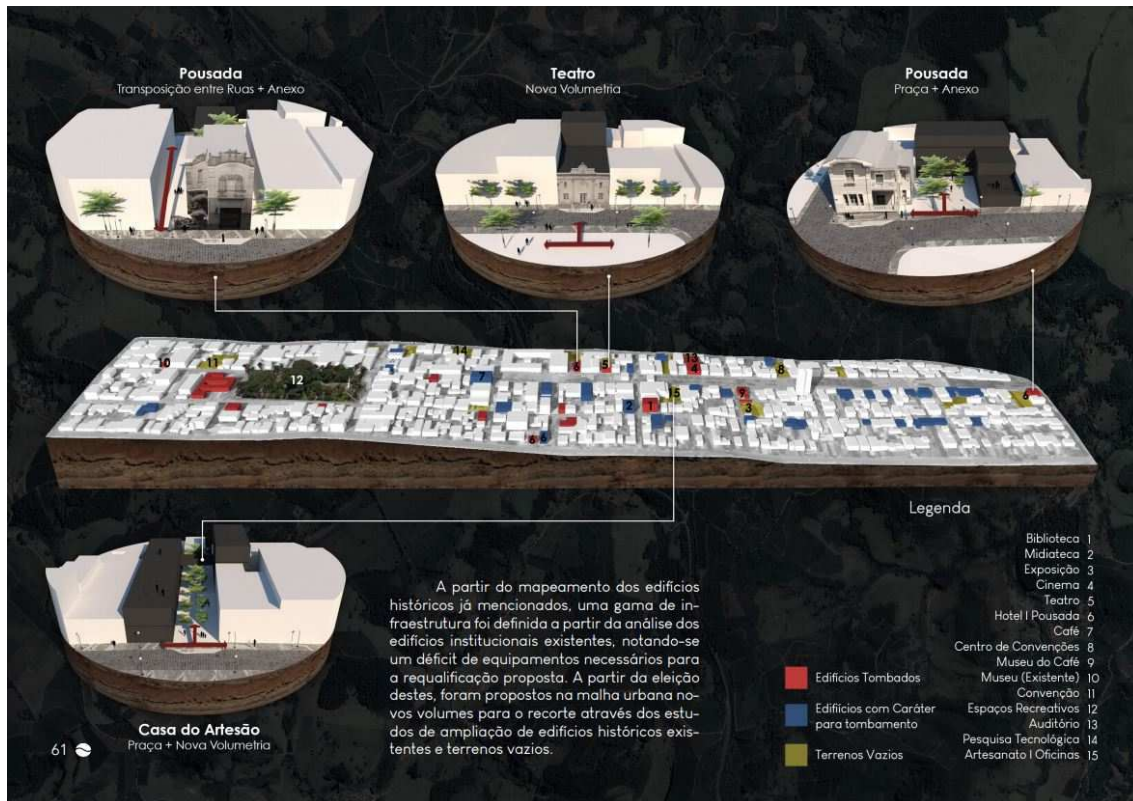 Pousada
Transposição entre Ruas + Anexo
Teatro
Nova Volumetria
Pousada
Praça + Anexo
10
11
12
14
7
6
5
13
4
8
15
2
1
9
3
6
6
6
Legenda
Biblioteca 1
Midiateca 2
Exposição 3
Cinema 4
Teatro 5
Hotel | Pousada 6
Café 7
Centro de Convenções 8
Museu do Café 9
Museu (Existente) 10
Convenção 11
Espaços Recreativos 12
Auditório 13
Pesquisa Tecnológica 14
Artesanato | Oficinas 15
Edifícios Tombados
Edifiícios com Caráter
para tombamento
Terrenos Vazios
A partir do mapeamento dos edifícios
históricos já mencionados, uma gama de in-
fraestrutura foi definida a partir da análise dos
edifícios institucionais existentes, notando-se
um déficit de equipamentos necessários para
a requalificação proposta. A partir da eleição
destes, foram propostos na malha urbana no-
vos volumes para o recorte através dos estu-
dos de ampliação de edifícios históricos exis-
tentes e terrenos vazios.
Casa do Artesão
Praça + Nova Volumetria
61